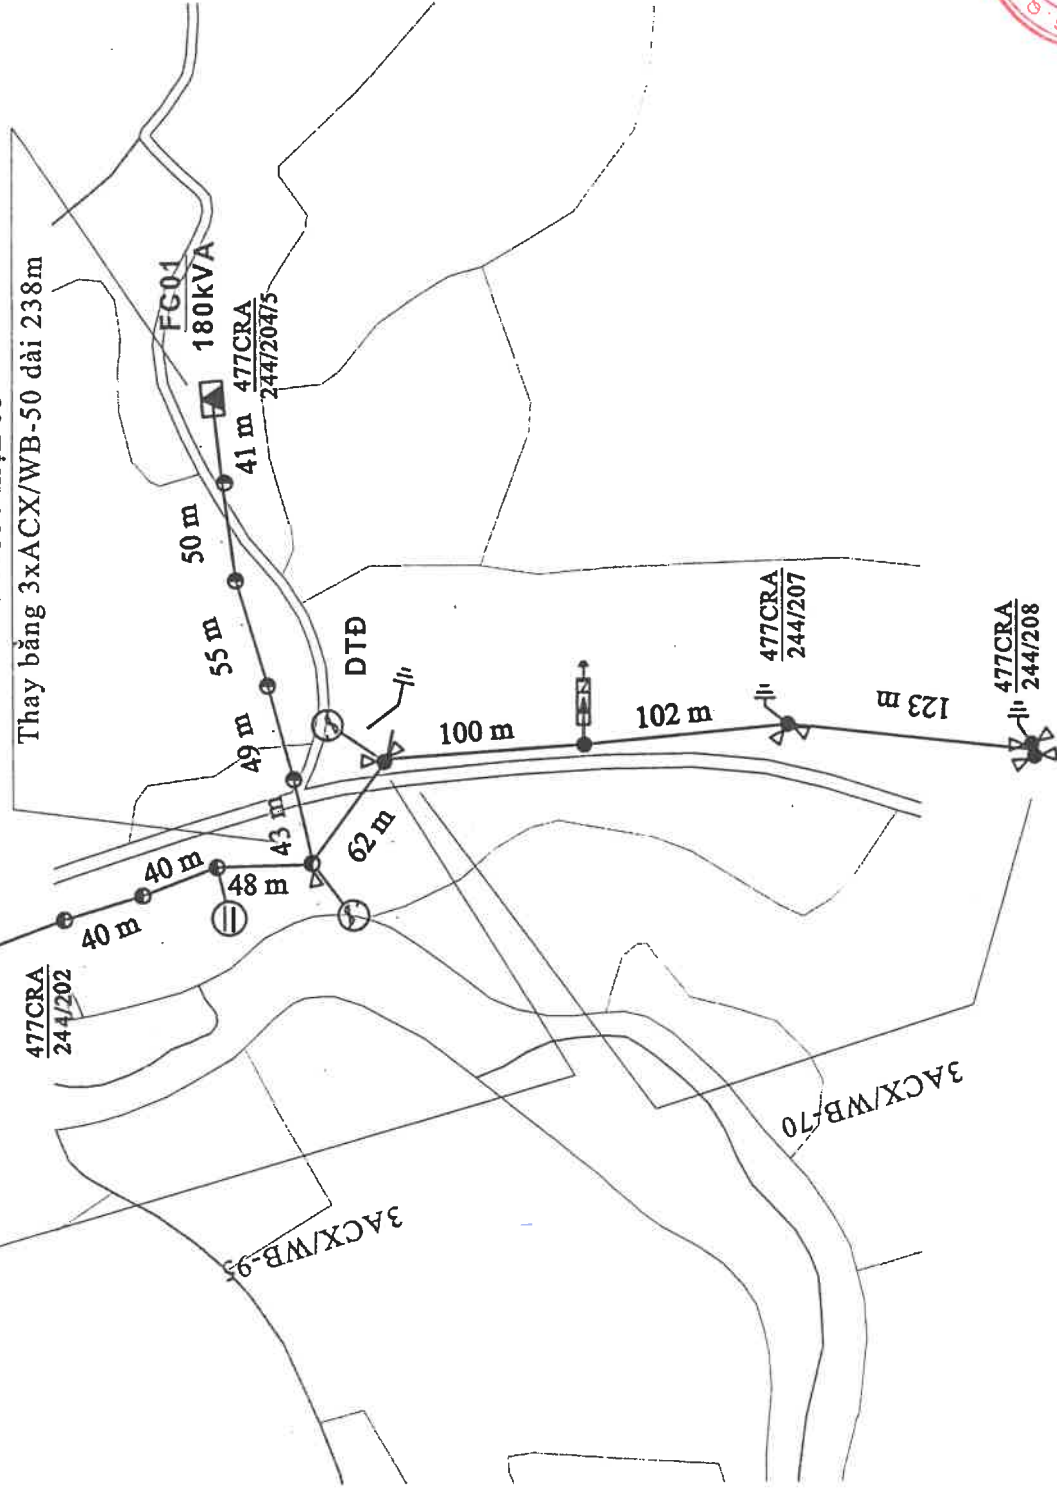 Thay bằng 3xACX/WB-50 dài 238m
FC01
180kVA
477CRA
244/204/5
41 m
50 m
55 m
49 m
43 m
DTĐ
40 m
40 m
48 m
62 m
477CRA
244/202
100 m
102 m
477CRA
244/207
123 m
477CRA
244/208
3ACX/WB-70
3ACX/WB-95